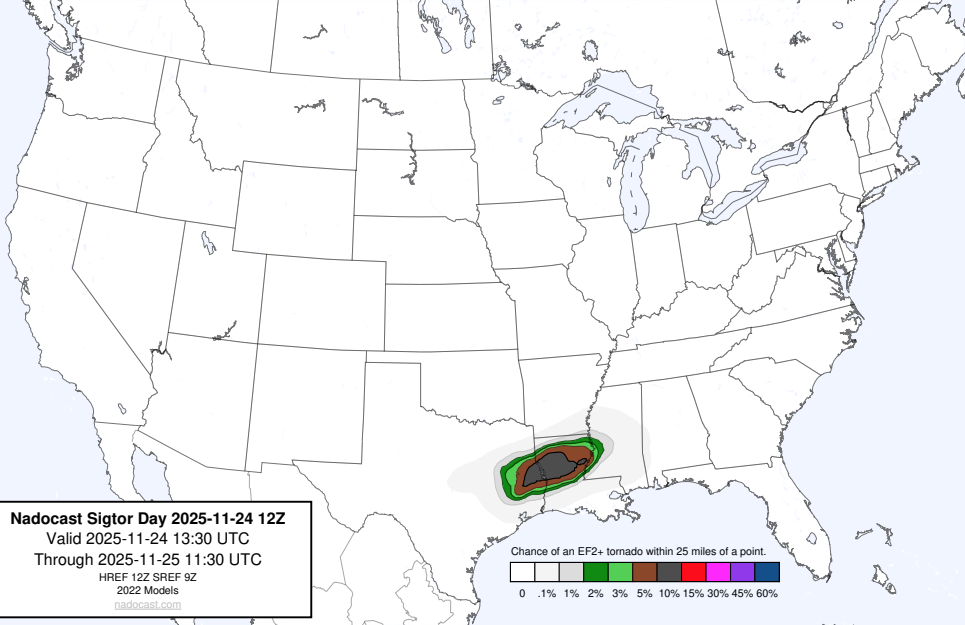 Nadocast Sigtor Day 2025-11-24 12Z
Valid 2025-11-24 13:30 UTC
Through 2025-11-25 11:30 UTC
HREF 12Z SREF 9Z
2022 Models
nadocast.com
Chance of an EF2+ tornado within 25 miles of a point.
0 .1% 1% 2% 3% 5% 10% 15% 30% 45% 60%